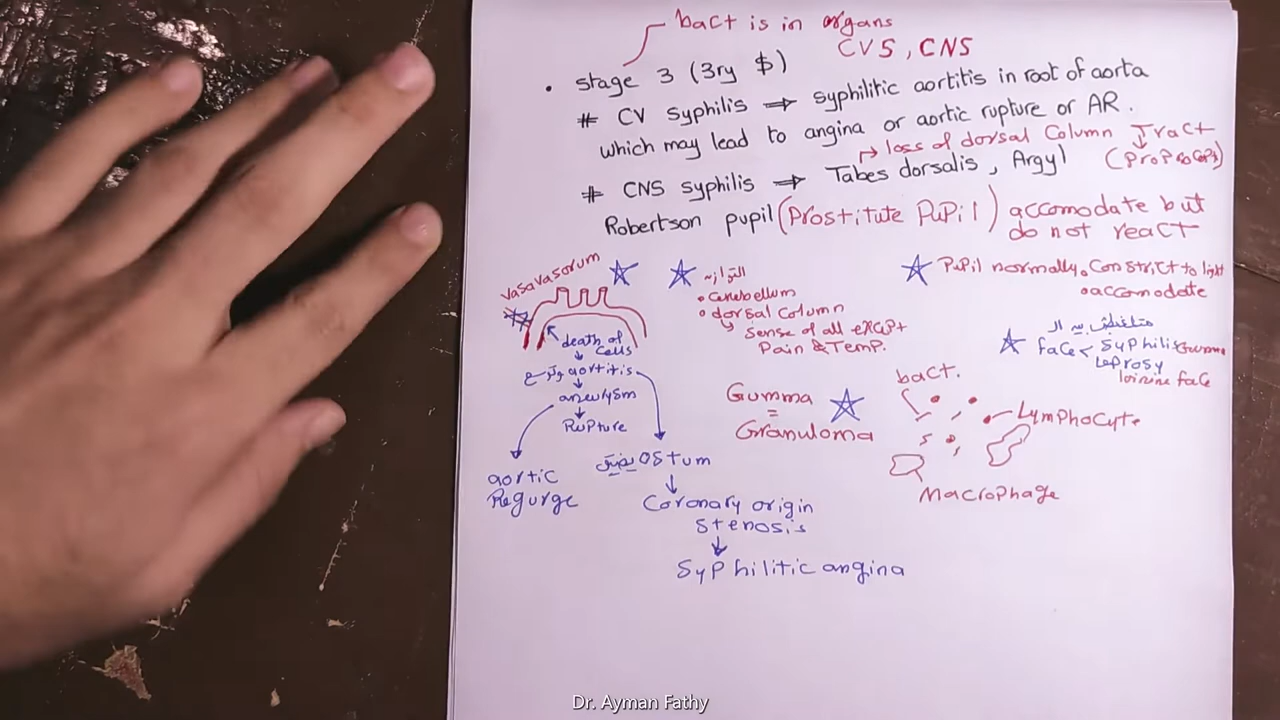 bact is in organs
CVS, CNS
• stage 3 (3ry $)
# CV syphilis ⇒ syphilitic aortitis in root of aorta
which may lead to angina or aortic rupture or AR.
loss of dorsal Column Tract
# CNS syphilis ⇒ Tabes dorsalis, Argyl
Robertson pupil (Prostitute PuPil) accomodate but
do not react
Vasavasorum
death of
cells
aortitis
aneurysm
RuPture
aortic
Regurge
Ostum
Coronary origin
stenosis
SyPhilitic angina
• Cerebellum
• dorsal Column
sense of all
Pain & Temp.
Gumma
=
Granuloma
PuPil normally • Constrict to light
• accomodate
face < SyPhilis Gumma
LeProsy
face
bact.
LymPhocyte
MacroPhage
Dr. Ayman Fathy